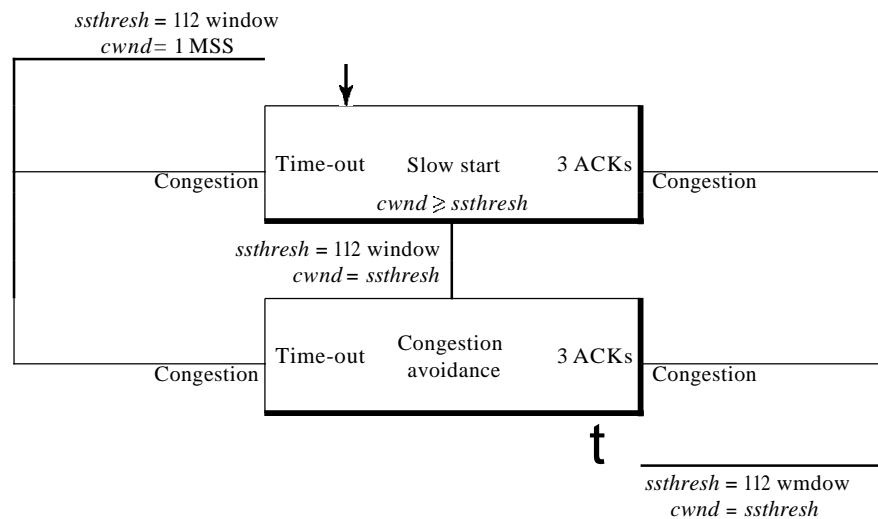 ssthresh = 112 window
cwnd = 1 MSS
Time-out Slow start 3 ACKs
Congestion Congestion
cwnd ⩾ ssthresh
ssthresh = 112 window
cwnd = ssthresh
Time-out Congestion avoidance 3 ACKs
Congestion Congestion
t
ssthresh = 112 wmdow
cwnd = ssthresh